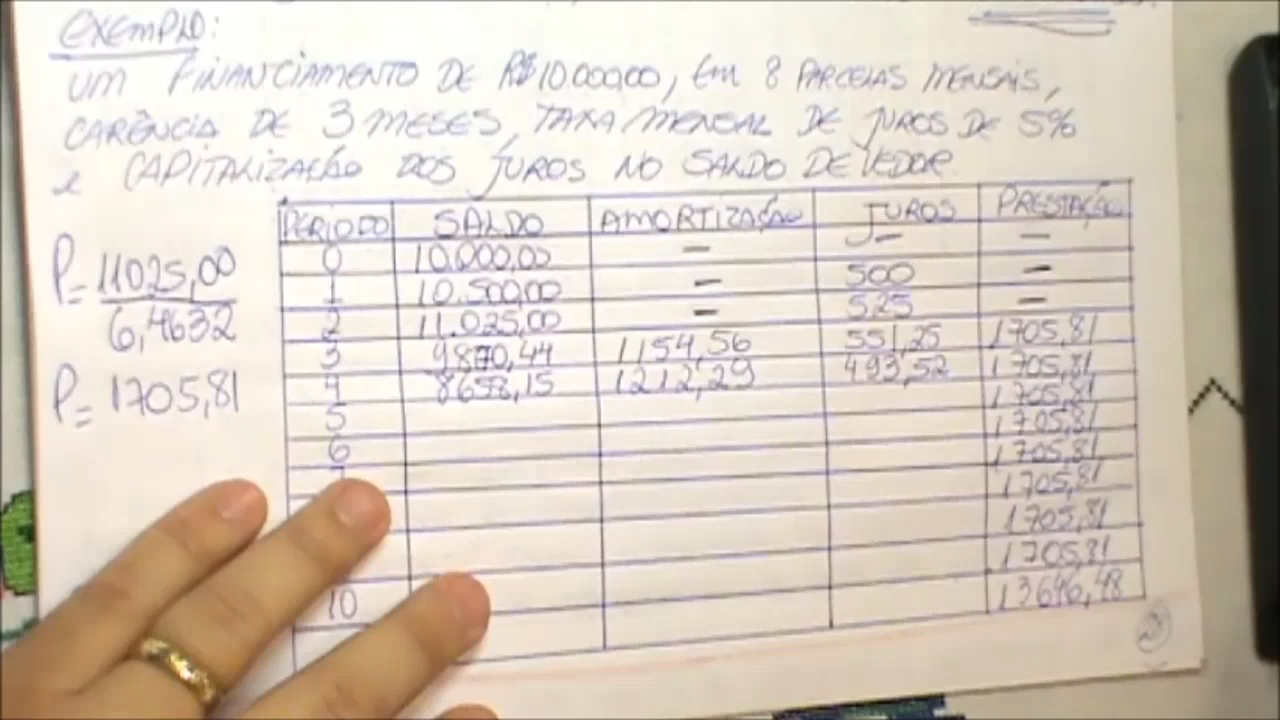 EXEMPLO:
UM FINANCIAMENTO DE R$10.000,00, EM 8 PARCELAS MENSAIS,
CARÊNCIA DE 3 MESES, TAXA MENSAL DE JUROS DE 5%
E CAPITALIZAÇÃO DOS JUROS NO SALDO DEVEDOR.
P= 11025,00
6,4632
P= 1705,81
PERÍODO SALDO AMORTIZAÇÃO JUROS PRESTAÇÃO
0 10.000,00 - - -
1 10.500,00 - 500 -
2 11.025,00 - 525 -
3 9870,44 1154,56 551,25 1705,81
4 8658,15 1212,29 493,52 1705,81
5 1705,81
6 1705,81
7 1705,81
1705,81
1705,81
10 1705,81
13646,48